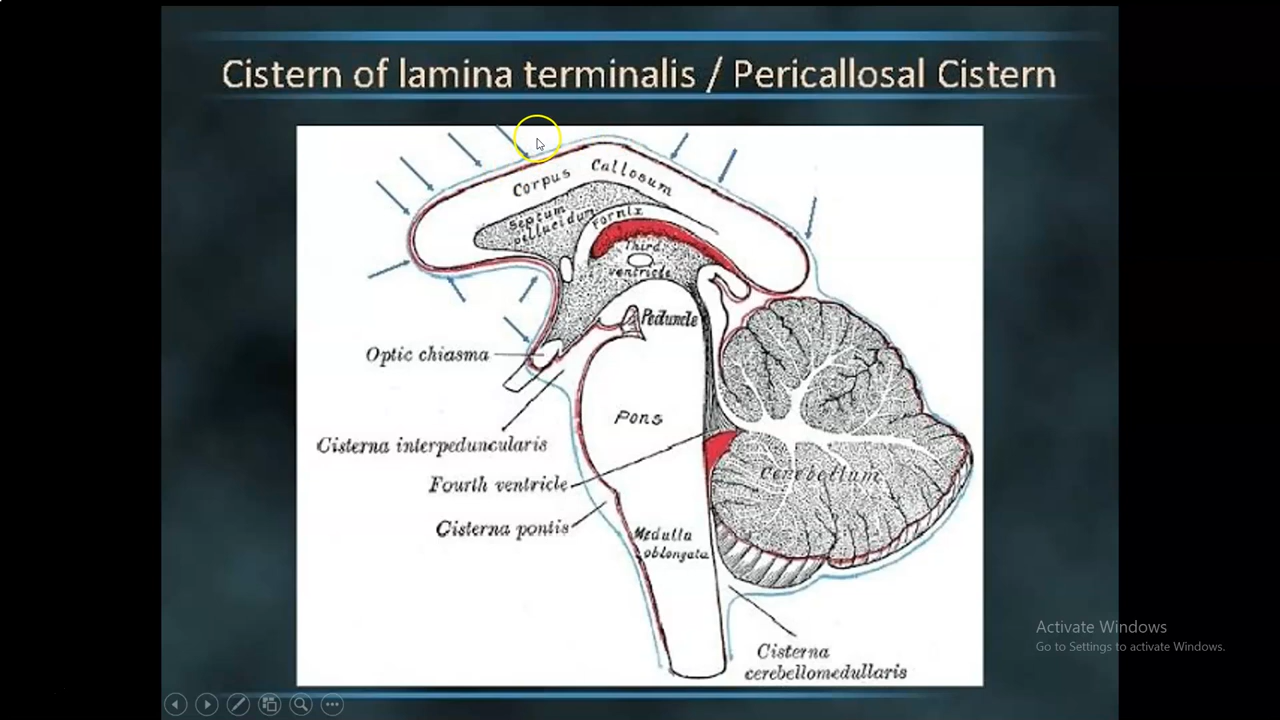 Cistern of lamina terminalis / Pericallosal Cistern
Corpus Callosum
Septum
pellucidum
Fornix
Third
ventricle
Peduncle
Optic chiasma
Pons
Cisterna interpeduncularis
Cerebellum
Fourth ventricle
Cisterna pontis
Medulla
oblongata
Cisterna
cerebellomedullaris
Activate Windows
Go to Settings to activate Windows.